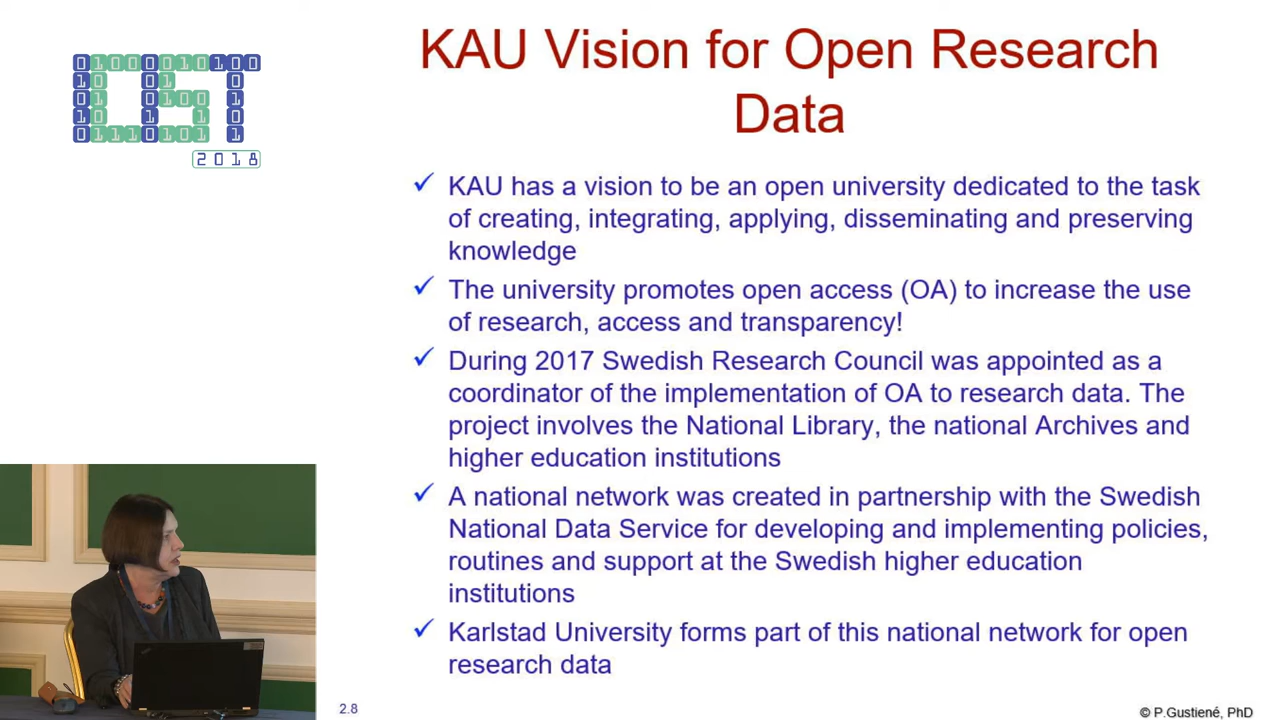 KAU Vision for Open Research
Data
2018
✓ KAU has a vision to be an open university dedicated to the task
of creating, integrating, applying, disseminating and preserving
knowledge
✓ The university promotes open access (OA) to increase the use
of research, access and transparency!
✓ During 2017 Swedish Research Council was appointed as a
coordinator of the implementation of OA to research data. The
project involves the National Library, the national Archives and
higher education institutions
✓ A national network was created in partnership with the Swedish
National Data Service for developing and implementing policies,
routines and support at the Swedish higher education
institutions
✓ Karlstad University forms part of this national network for open
research data
2.8
© P.Gustiené, PhD